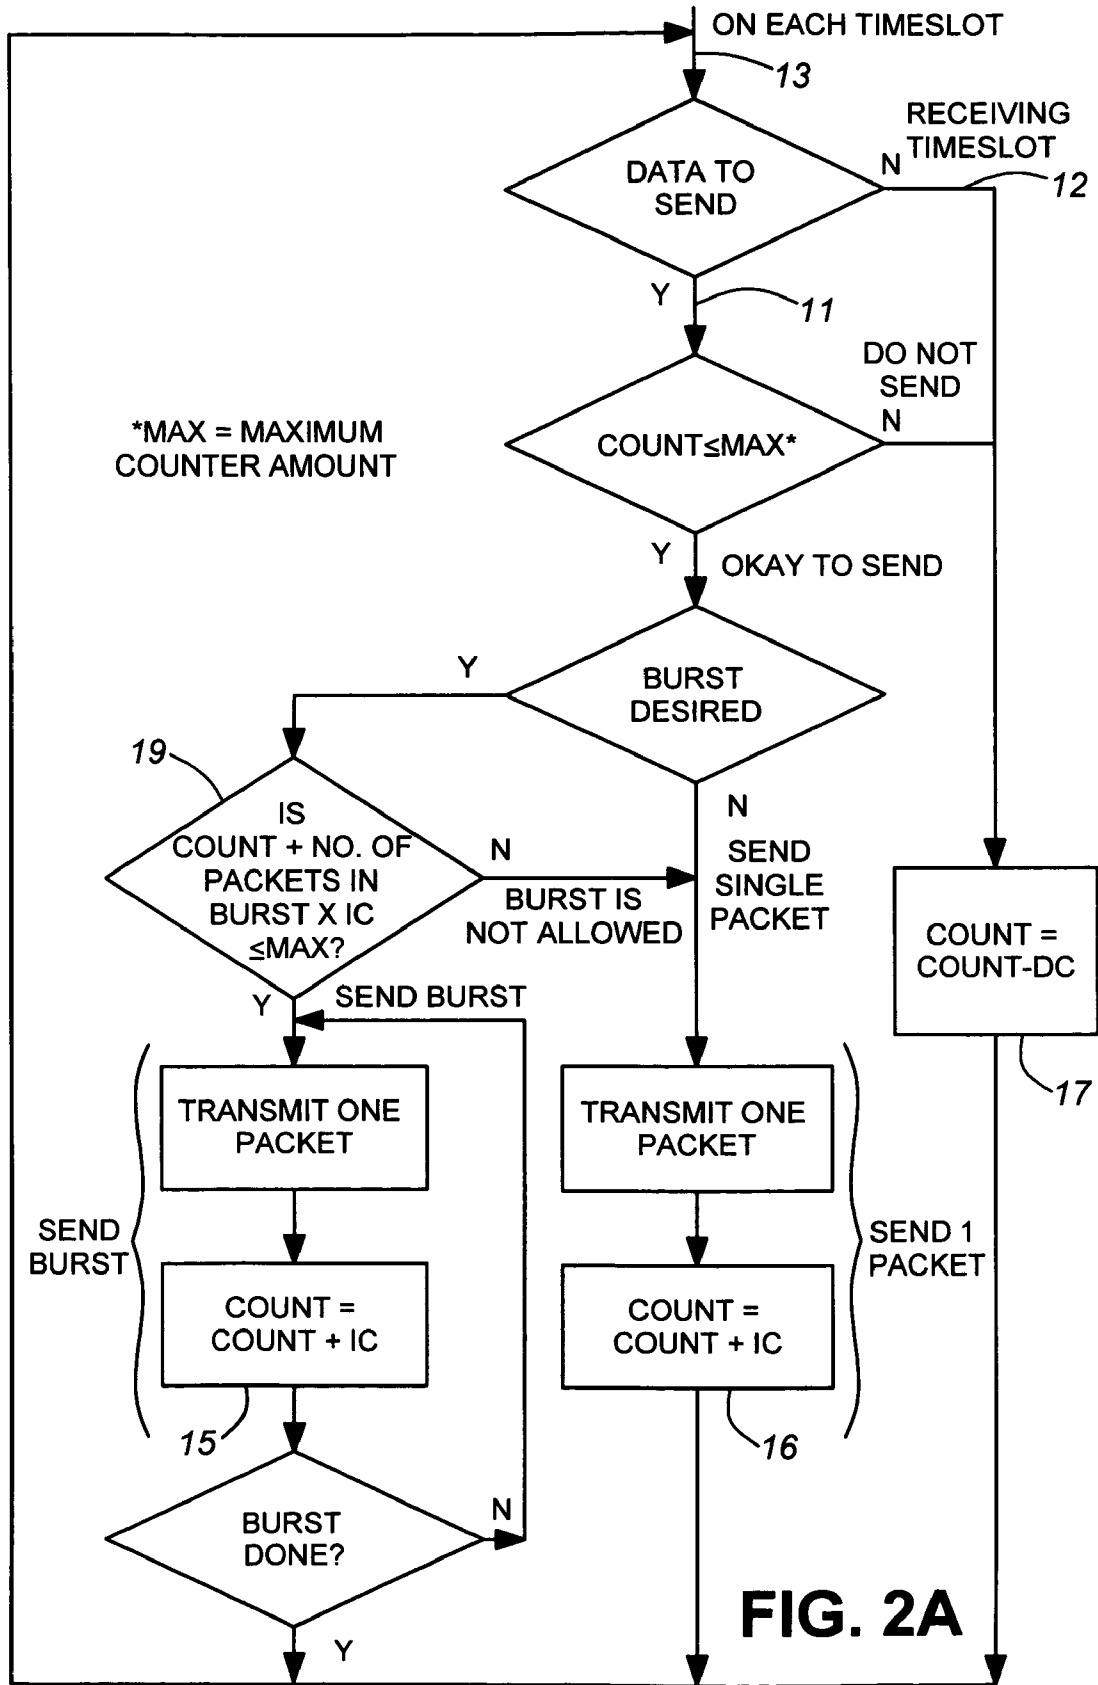 ON EACH TIMESLOT
13
DATA TO
SEND
N
RECEIVING
TIMESLOT
12
Y
11
COUNT≤MAX*
DO NOT
SEND
N
*MAX = MAXIMUM
COUNTER AMOUNT
Y
OKAY TO SEND
BURST
DESIRED
Y
N
19
IS
COUNT + NO. OF
PACKETS IN
BURST X IC
≤MAX?
N
BURST IS
NOT ALLOWED
SEND
SINGLE
PACKET
COUNT =
COUNT-DC
17
Y
SEND BURST
TRANSMIT ONE
PACKET
TRANSMIT ONE
PACKET
SEND
BURST
SEND 1
PACKET
COUNT =
COUNT + IC
15
COUNT =
COUNT + IC
16
BURST
DONE?
N
Y
FIG. 2A